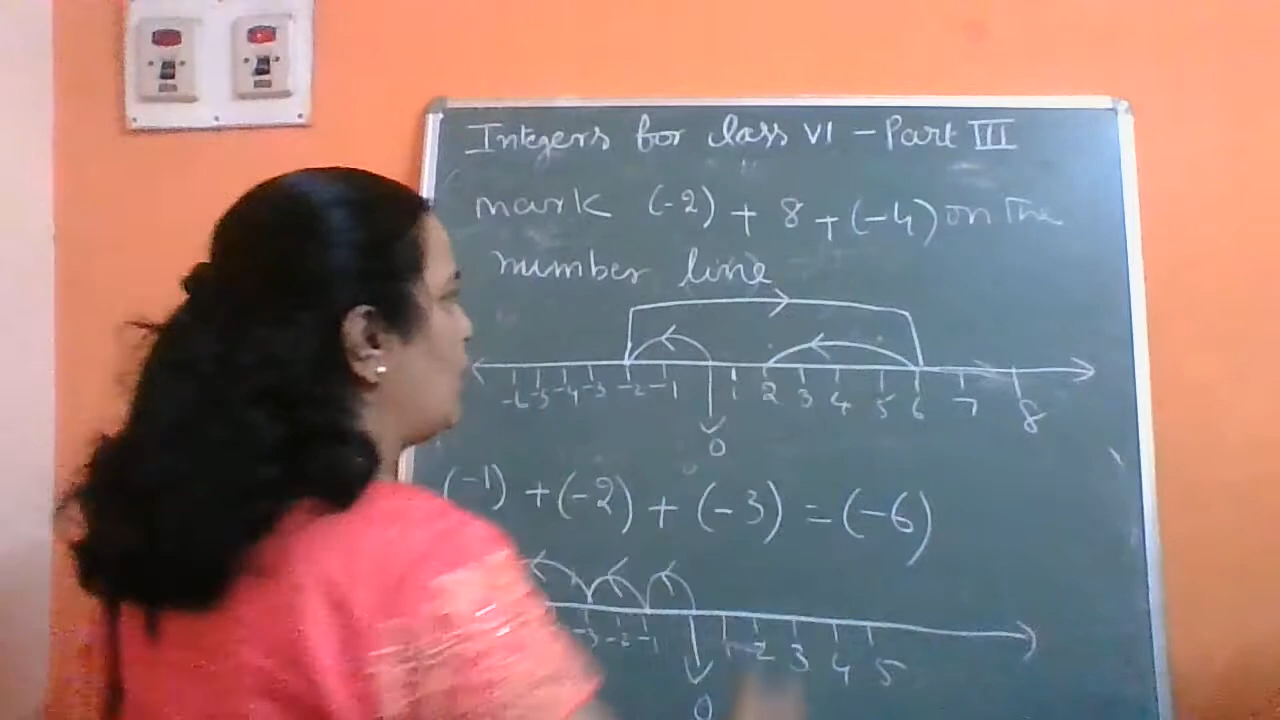 Integers for class VI - Part III
mark (-2) + 8 + (-4) on the
number line
-6 -5 -4 -3 -2 -1 1 2 3 4 5 6 7 8
0
(-1) + (-2) + (-3) = (-6)
-3 -2 -1 1 2 3 4 5
0